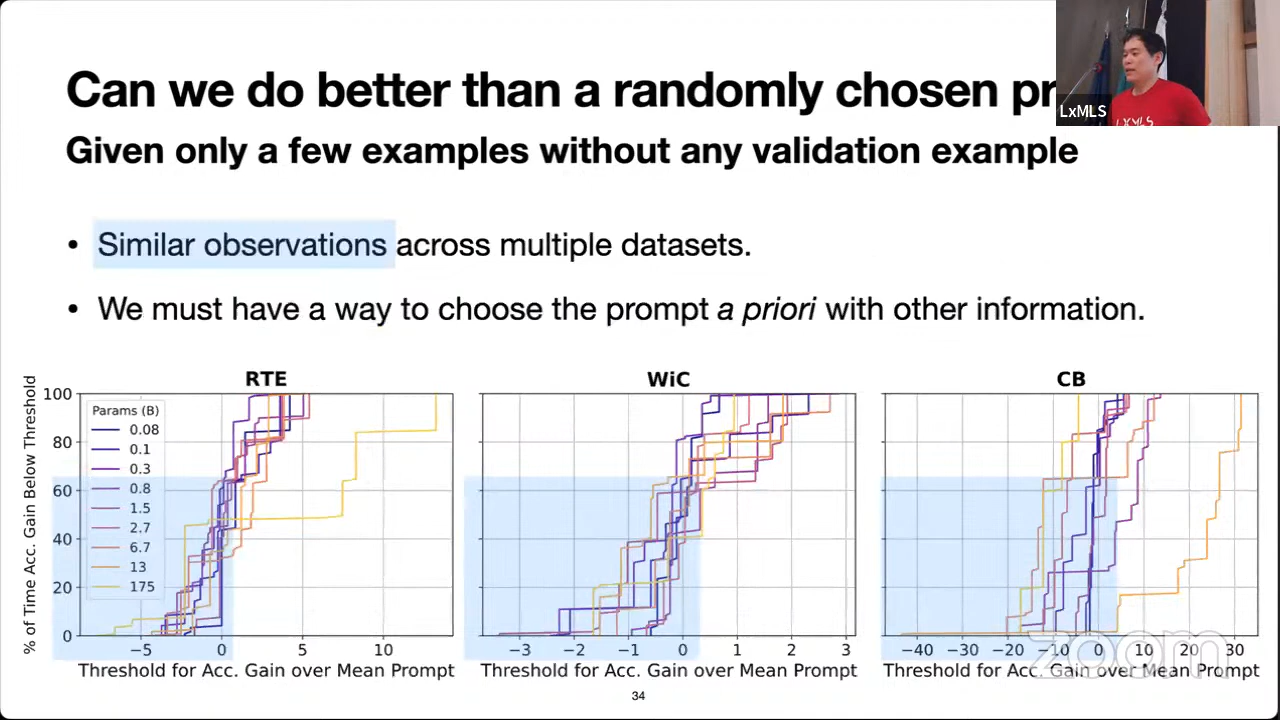 Can we do better than a randomly chosen pr
LxMLS
LXMLS
Given only a few examples without any validation example
• Similar observations across multiple datasets.
• We must have a way to choose the prompt a priori with other information.
RTE
WiC
CB
% of Time Acc. Gain Below Threshold
100
80
60
40
20
0
Params (B)
0.08
0.1
0.3
0.8
1.5
2.7
6.7
13
175
−5 0 5 10
−3 −2 −1 0 1 2 3
−40 −30 −20 −10 0 10 20 30
Threshold for Acc. Gain over Mean Prompt
Threshold for Acc. Gain over Mean Prompt
Threshold for Acc. Gain over Mean Prompt
zoom
34